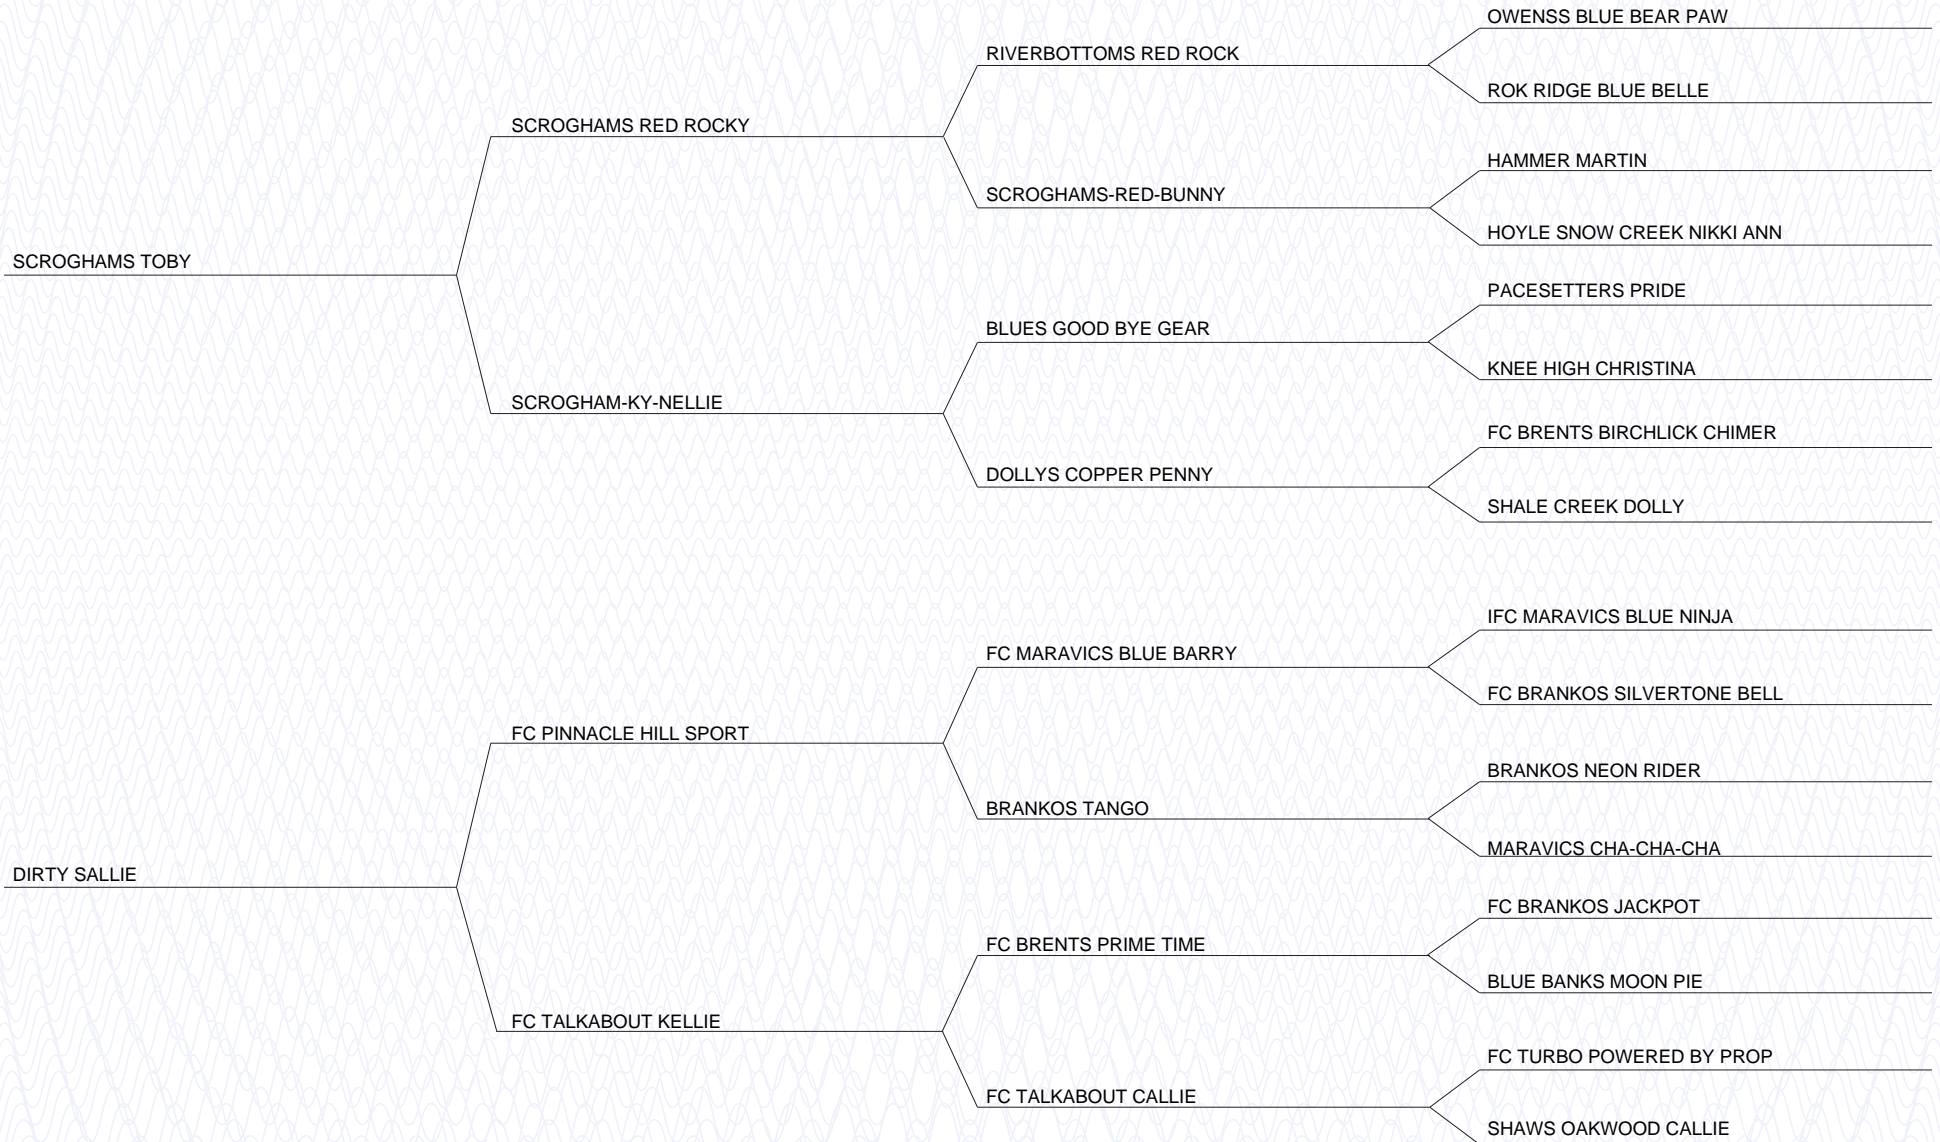 OWENSS BLUE BEAR PAW
RIVERBOTTOMS RED ROCK
ROK RIDGE BLUE BELLE
SCROGHAMS RED ROCKY
HAMMER MARTIN
SCROGHAMS-RED-BUNNY
HOYLE SNOW CREEK NIKKI ANN
SCROGHAMS TOBY
PACESETTERS PRIDE
BLUES GOOD BYE GEAR
KNEE HIGH CHRISTINA
SCROGHAM-KY-NELLIE
FC BRENTS BIRCHLICK CHIMER
DOLLYS COPPER PENNY
SHALE CREEK DOLLY
IFC MARAVICS BLUE NINJA
FC MARAVICS BLUE BARRY
FC BRANKOS SILVERTONE BELL
FC PINNACLE HILL SPORT
BRANKOS NEON RIDER
BRANKOS TANGO
MARAVICS CHA-CHA-CHA
DIRTY SALLIE
FC BRANKOS JACKPOT
FC BRENTS PRIME TIME
BLUE BANKS MOON PIE
FC TALKABOUT KELLIE
FC TURBO POWERED BY PROP
FC TALKABOUT CALLIE
SHAWS OAKWOOD CALLIE